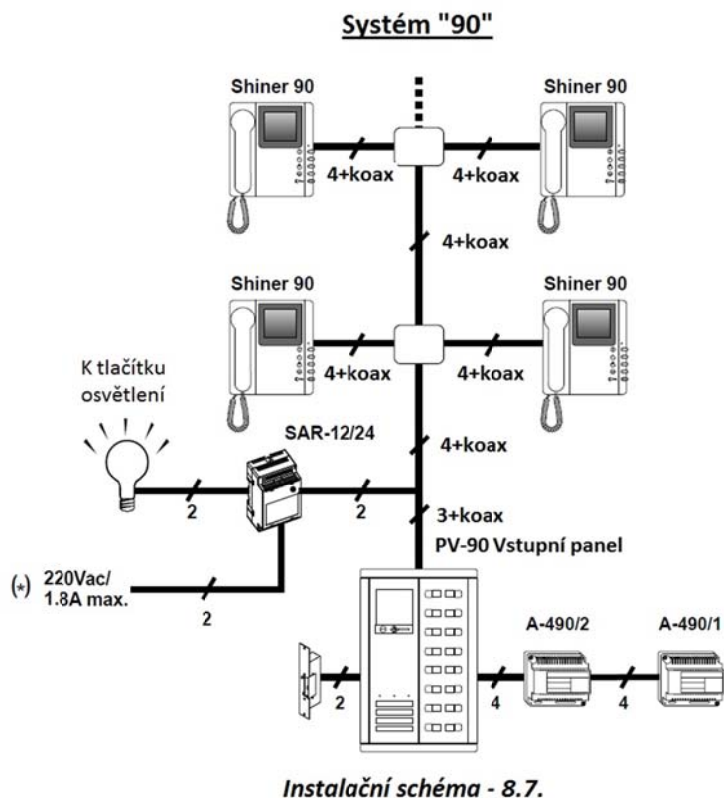 Systém "90"
Shiner 90
Shiner 90
4+koax
4+koax
4+koax
Shiner 90
Shiner 90
4+koax
4+koax
K tlačítku
osvětlení
SAR-12/24
4+koax
2
2
3+koax
PV-90 Vstupní panel
(*) 220Vac/
1.8A max.
2
A-490/2
A-490/1
2
4
4
Instalační schéma - 8.7.